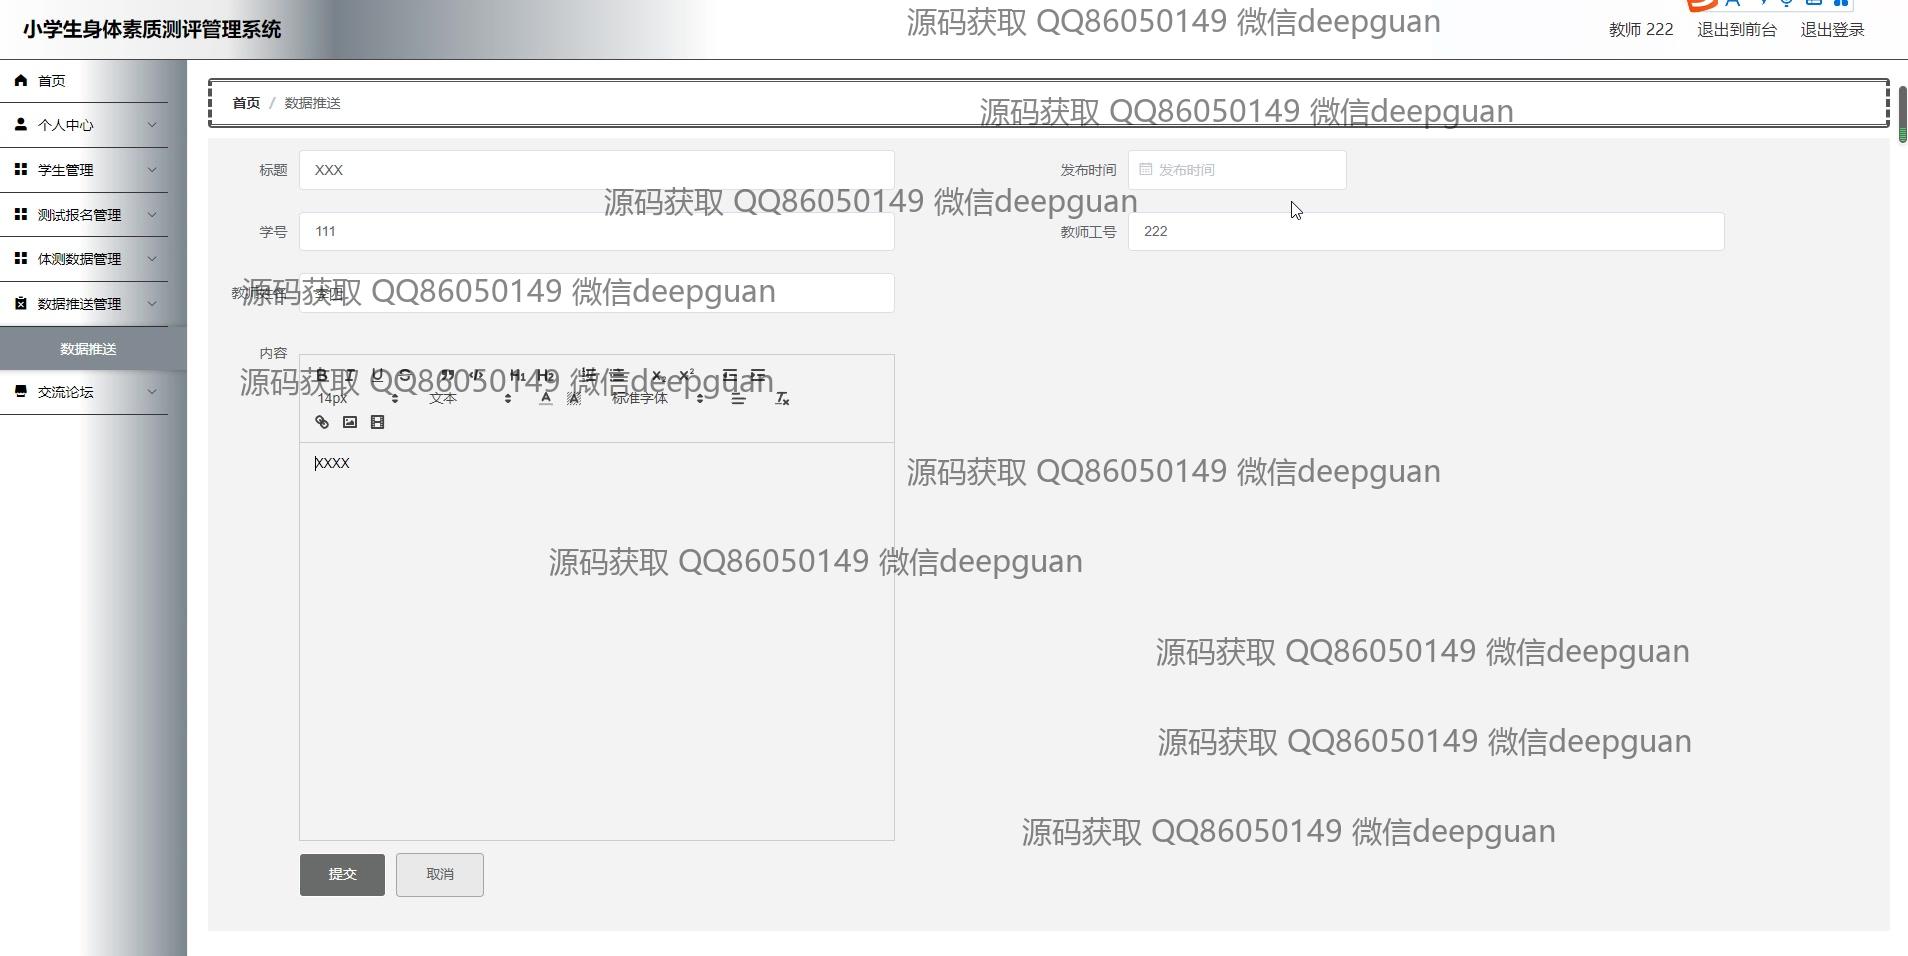 小学生身体素质测评管理系统
源码获取 QQ86050149 微信deepguan
教师 222 退出到前台 退出登录
首页
个人中心
学生管理
测试报名管理
体测数据管理
数据推送管理
数据推送
交流论坛
首页 / 数据推送
源码获取 QQ86050149 微信deepguan
标题 XXX
发布时间 发布时间
源码获取 QQ86050149 微信deepguan
学号 111
教师工号 222
教师姓名 李四
源码获取 QQ86050149 微信deepguan
内容
B I U S H1 H2 X2 X2
源码获取 QQ86050149 微信deepguan
14px 文本 A A 标准字体 Tx
XXXX
源码获取 QQ86050149 微信deepguan
源码获取 QQ86050149 微信deepguan
源码获取 QQ86050149 微信deepguan
源码获取 QQ86050149 微信deepguan
源码获取 QQ86050149 微信deepguan
提交 取消